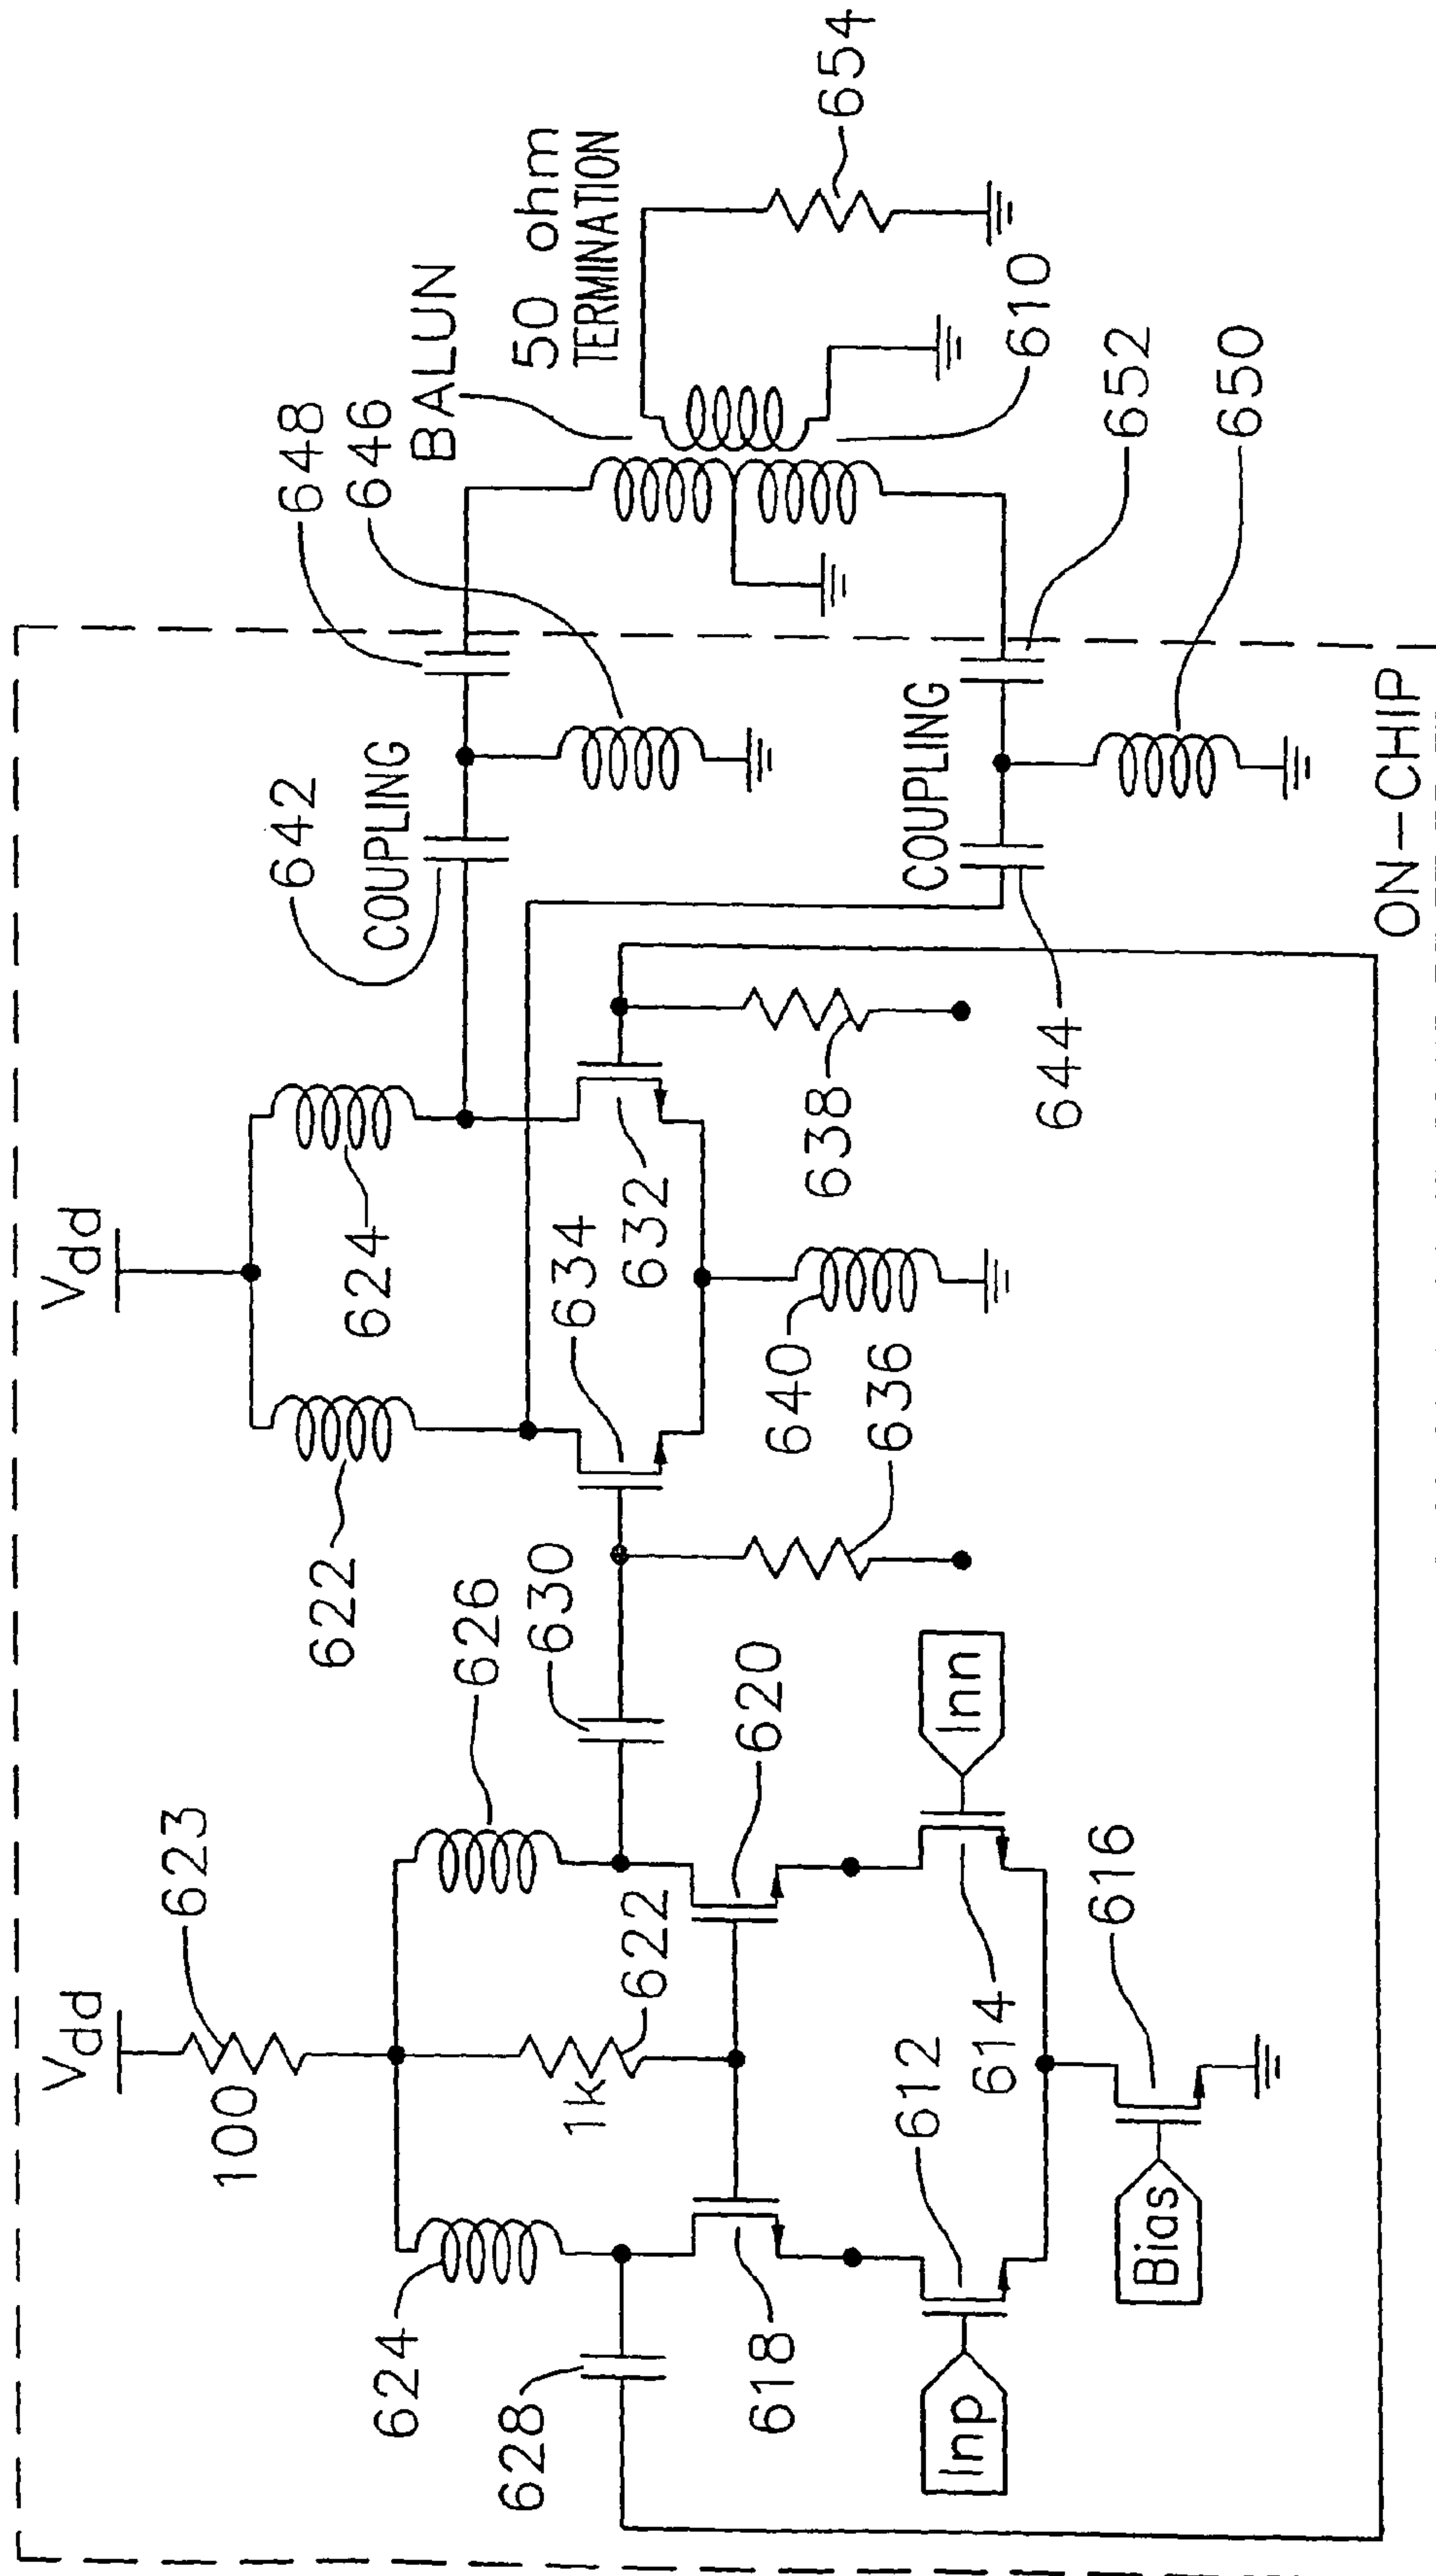 Vdd
Vdd
648
646
BALUN
50 ohm
TERMINATION
654
623
100
624
626
622
624
642
COUPLING
628
1k
622
630
634
632
618
620
640
636
638
COUPLING
610
652
650
644
Inp
612
614
Inn
Bias
616
ON-CHIP